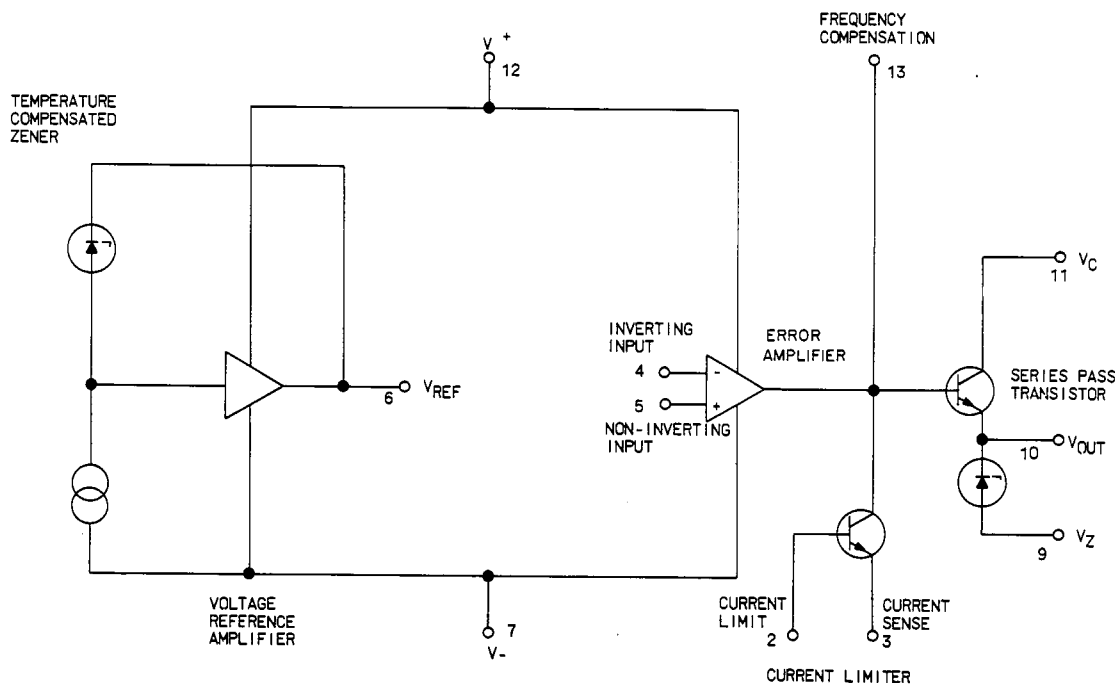 FREQUENCY
COMPENSATION
13
V +
12
TEMPERATURE
COMPENSATED
ZENER
VC
11
INVERTING
INPUT
4
-
ERROR
AMPLIFIER
5
+
NON-INVERTING
INPUT
6
VREF
SERIES PASS
TRANSISTOR
10
VOUT
9
VZ
VOLTAGE
REFERENCE
AMPLIFIER
7
V-
CURRENT
LIMIT
2
CURRENT
SENSE
3
CURRENT LIMITER